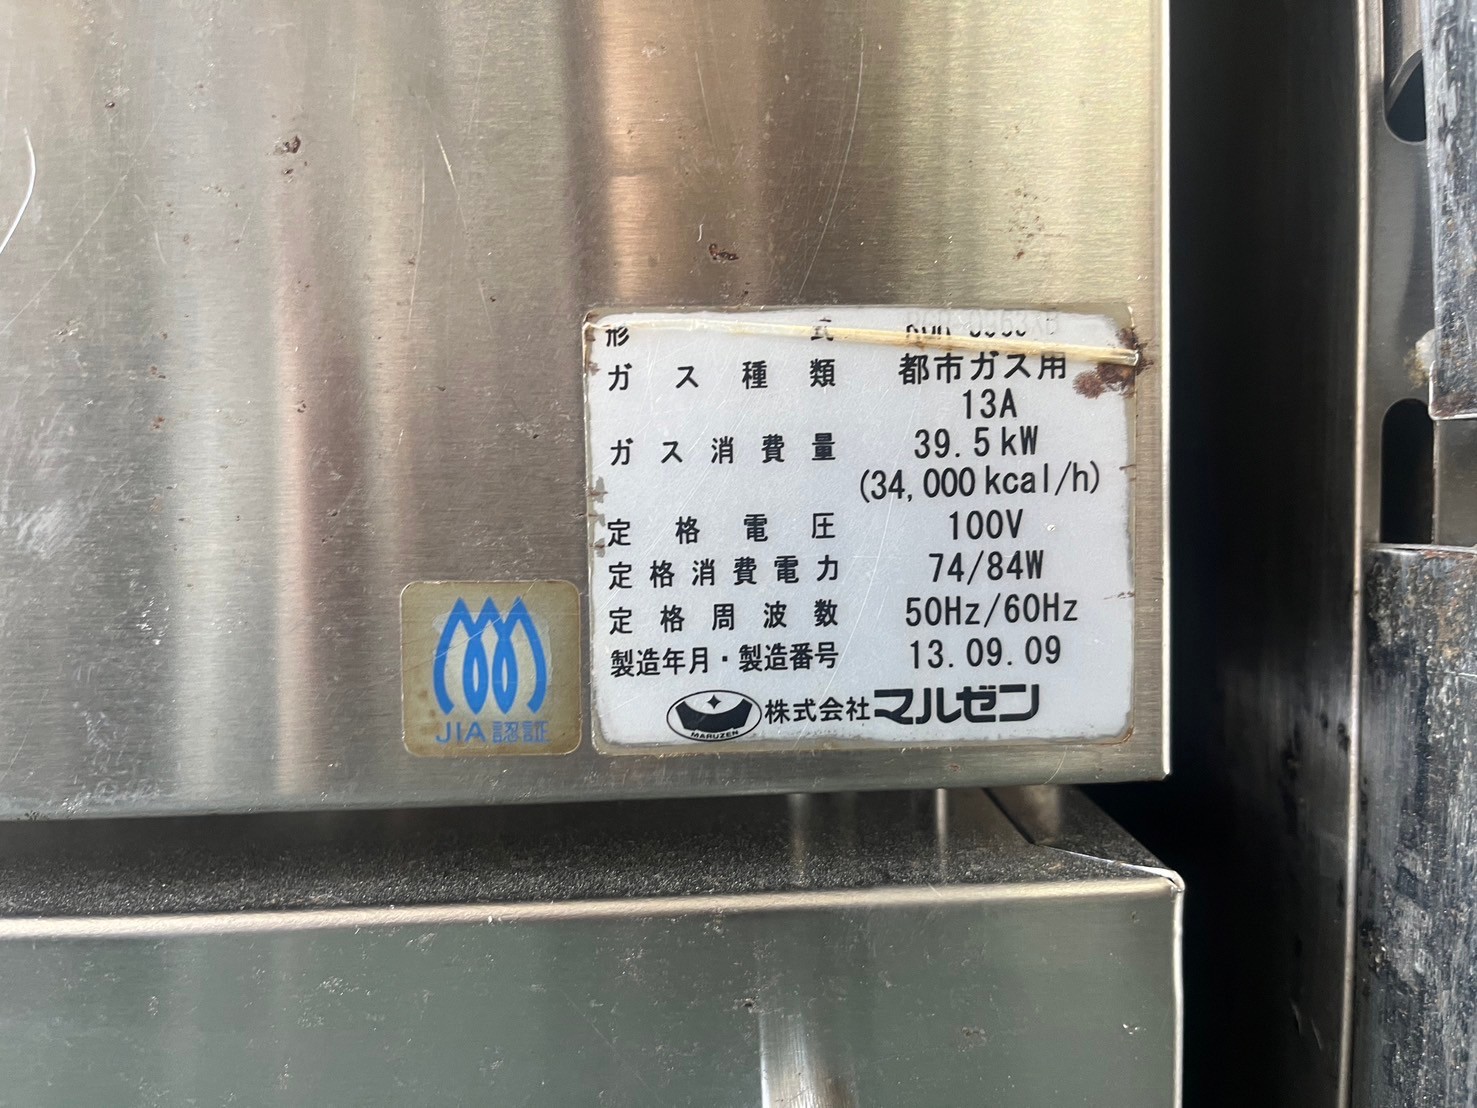 形式
ガス種類 都市ガス用
13A
ガス消費量 39.5kW
(34,000kcal/h)
定格電圧 100V
定格消費電力 74/84W
定格周波数 50Hz/60Hz
製造年月・製造番号 13.09.09
MARUZEN 株式会社マルゼン
JIA認証